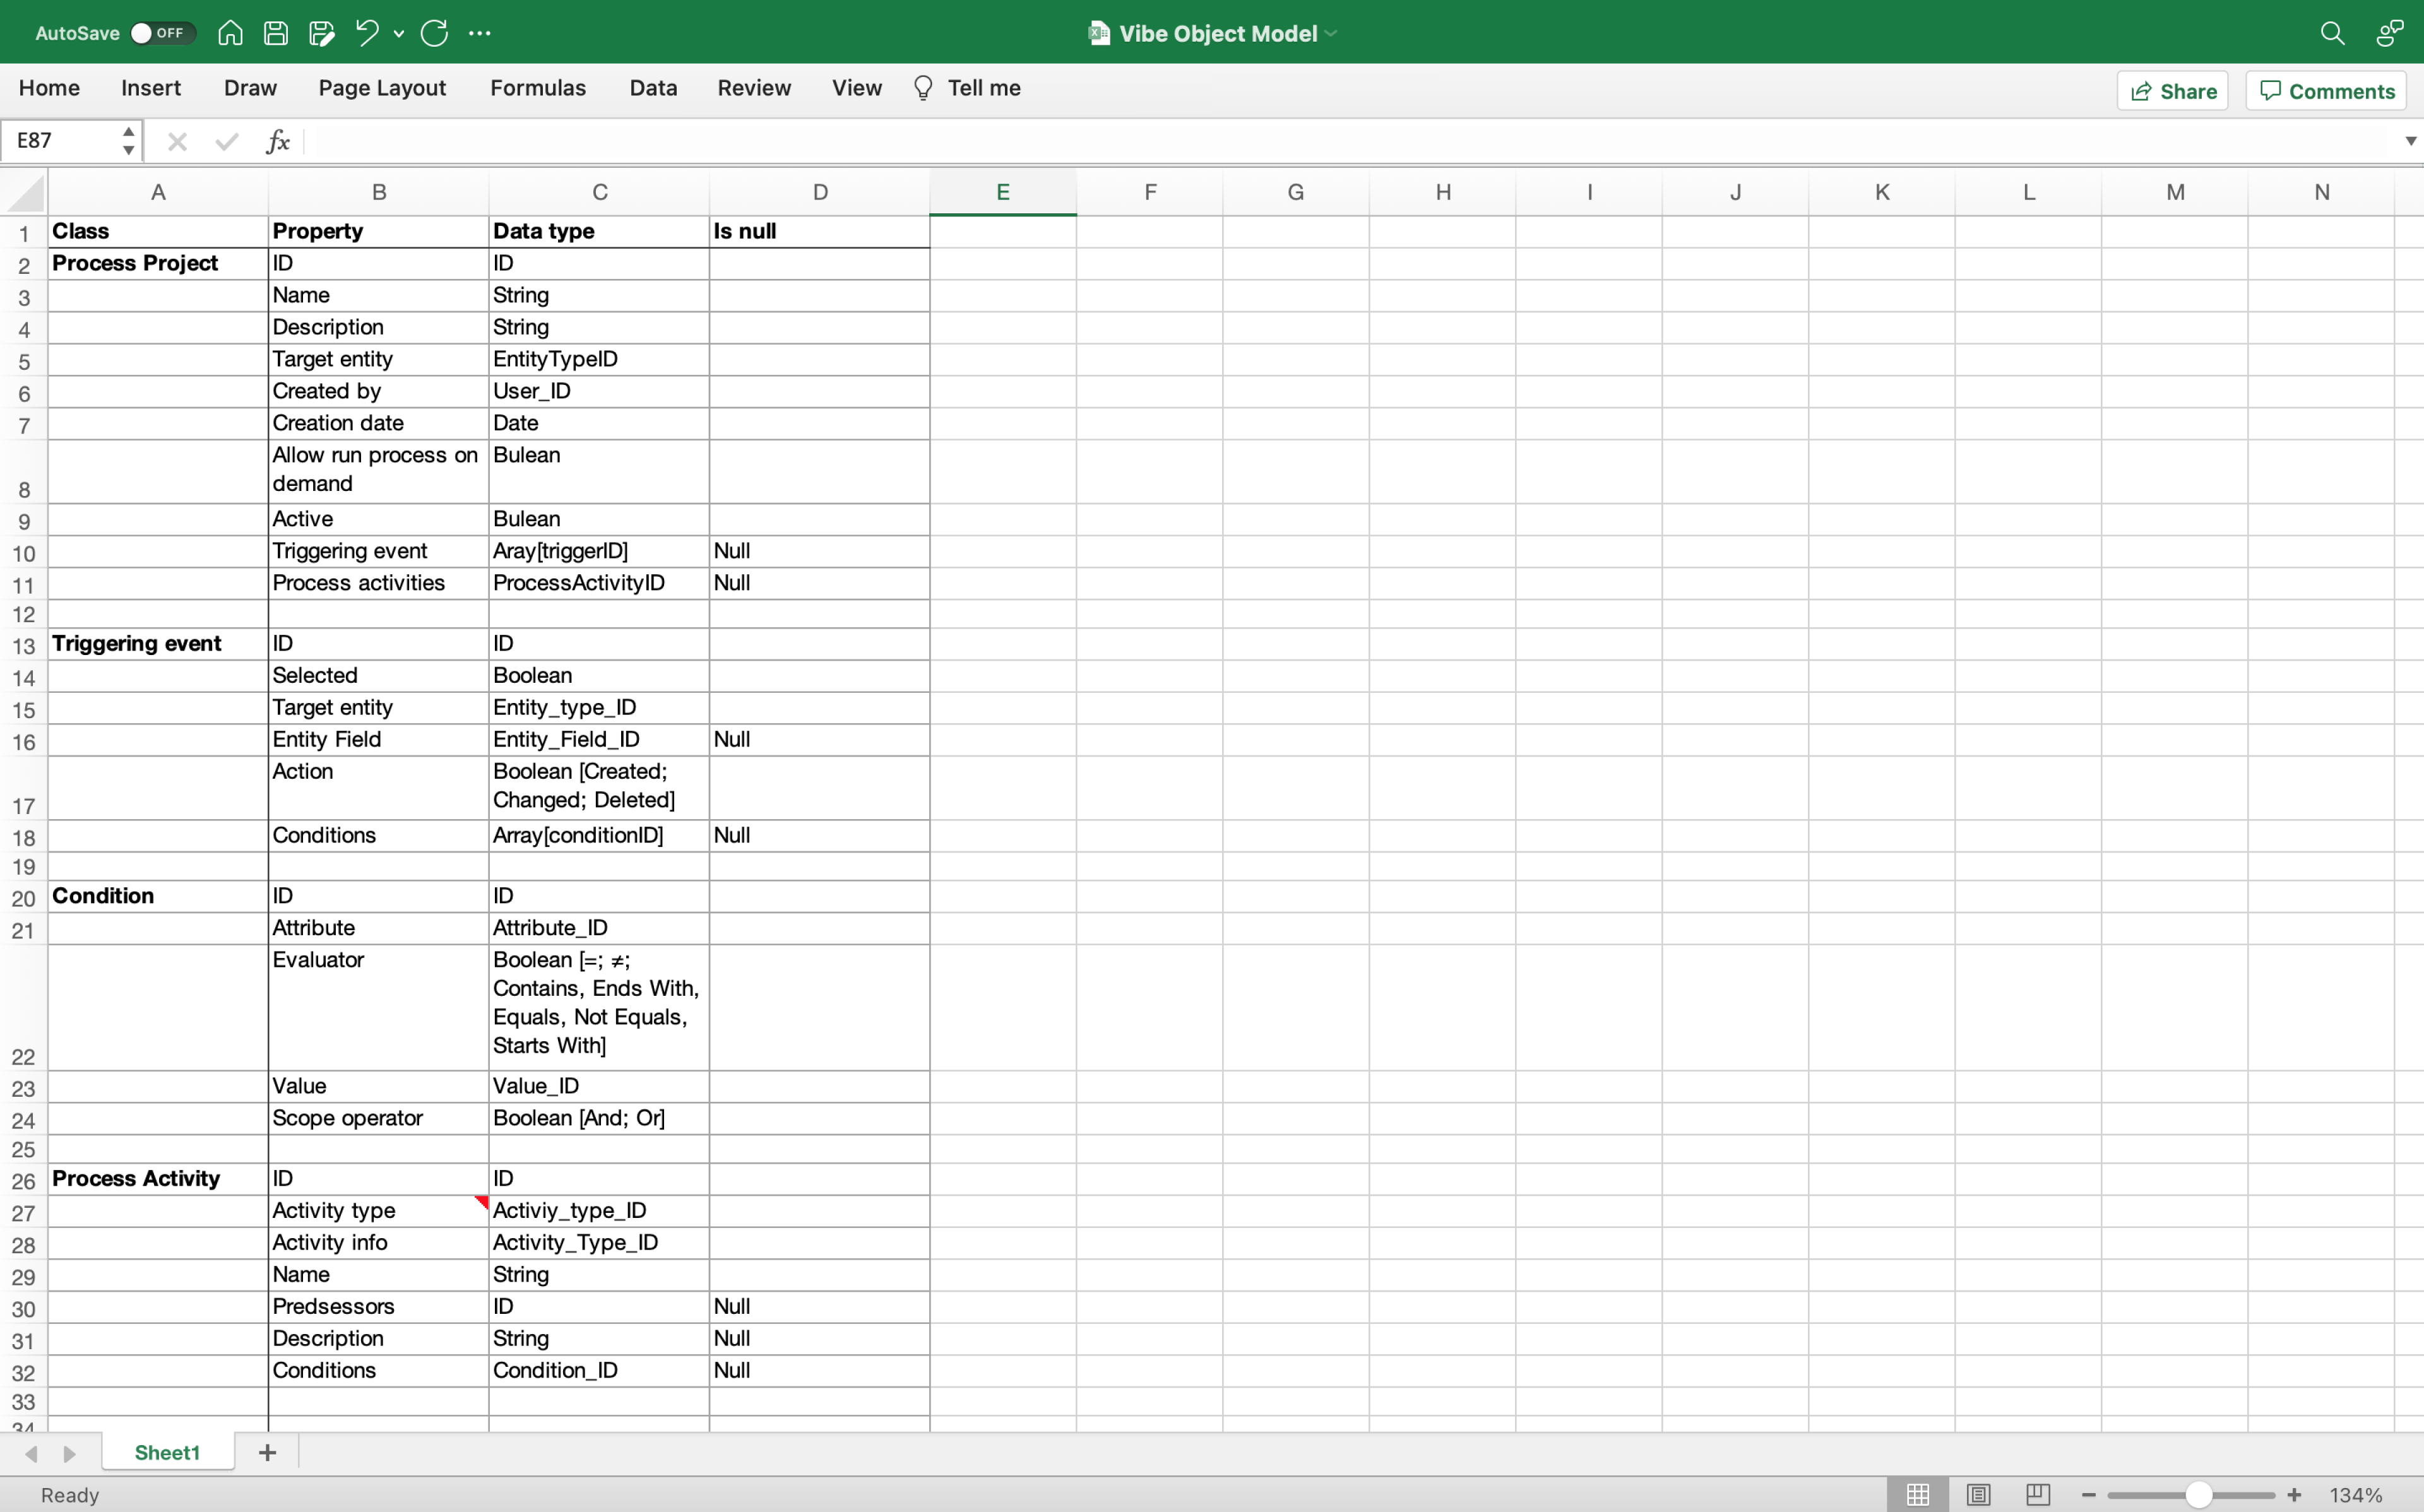 AutoSave OFF
Vibe Object Model
Home Insert Draw Page Layout Formulas Data Review View Tell me Share Comments
E87 fx
A B C D E F G H I J K L M N
1 Class Property Data type Is null
2 Process Project ID ID
3 Name String
4 Description String
5 Target entity EntityTypeID
6 Created by User_ID
7 Creation date Date
8 Allow run process on Bulean
demand
9 Active Bulean
10 Triggering event Aray[triggerID] Null
11 Process activities ProcessActivityID Null
12
13 Triggering event ID ID
14 Selected Boolean
15 Target entity Entity_type_ID
16 Entity Field Entity_Field_ID Null
17 Action Boolean [Created;
Changed; Deleted]
18 Conditions Array[conditionID] Null
19
20 Condition ID ID
21 Attribute Attribute_ID
22 Evaluator Boolean [=; ≠;
Contains, Ends With,
Equals, Not Equals,
Starts With]
23 Value Value_ID
24 Scope operator Boolean [And; Or]
25
26 Process Activity ID ID
27 Activity type Activiy_type_ID
28 Activity info Activity_Type_ID
29 Name String
30 Predsessors ID Null
31 Description String Null
32 Conditions Condition_ID Null
33
34
Sheet1
Ready 134%